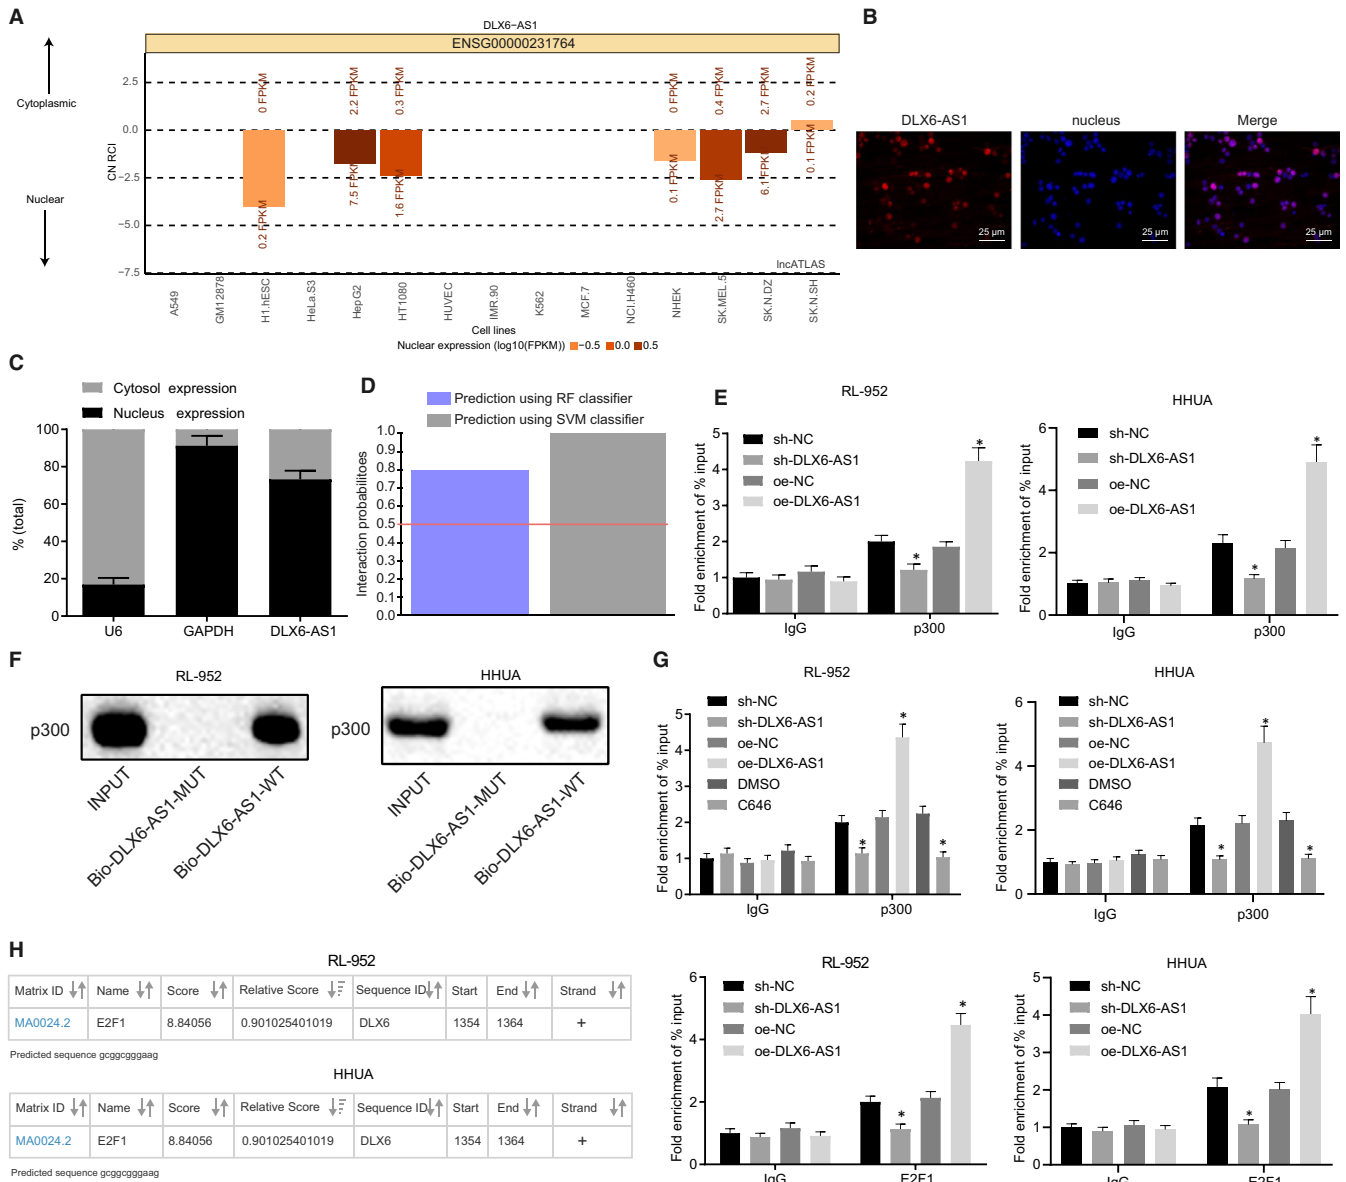 A
DLX6−AS1
ENSG00000231764
Cytoplasmic
Nuclear
CN RCI
2.5
0.0
−2.5
−5.0
−7.5
0 FPKM
2.2 FPKM
0.3 FPKM
0 FPKM
0.4 FPKM
2.7 FPKM
0.2 FPKM
0.2 FPKM
7.5 FPKM
1.6 FPKM
0.1 FPKM
2.7 FPKM
6.1 FPKM
0.1 FPKM
lncATLAS
A549
GM12878
H1.hESC
HeLa.S3
HepG2
HT1080
HUVEC
IMR.90
K562
MCF.7
NCI.H460
NHEK
SK.MEL.5
SK.N.DZ
SK.N.SH
Cell lines
Nuclear expression (log10(FPKM)) −0.5 0.0 0.5
B
DLX6-AS1 nucleus Merge
25 µm 25 µm 25 µm
C
Cytosol expression
Nucleus expression
% (total)
100
80
60
40
20
0
U6 GAPDH DLX6-AS1
D
Prediction using RF classifier
Prediction using SVM classifier
Interaction probabilitoes
1.0
0.9
0.8
0.7
0.6
0.5
0.4
0.3
0.2
0.1
0.0
E
RL-952
sh-NC
sh-DLX6-AS1
oe-NC
oe-DLX6-AS1
Fold enrichment of % input
5
4
3
2
1
0
* *
IgG p300
HHUA
sh-NC
sh-DLX6-AS1
oe-NC
oe-DLX6-AS1
Fold enrichment of % input
6
4
2
0
* *
IgG p300
F
RL-952
p300
INPUT
Bio-DLX6-AS1-MUT
Bio-DLX6-AS1-WT
HHUA
p300
INPUT
Bio-DLX6-AS1-MUT
Bio-DLX6-AS1-WT
G
RL-952
sh-NC
sh-DLX6-AS1
oe-NC
oe-DLX6-AS1
DMSO
C646
Fold enrichment of % input
5
4
3
2
1
0
* * *
IgG p300
HHUA
sh-NC
sh-DLX6-AS1
oe-NC
oe-DLX6-AS1
DMSO
C646
Fold enrichment of % input
6
4
2
0
* * *
IgG p300
H
RL-952
Matrix ID Name Score Relative Score Sequence ID Start End Strand
MA0024.2 E2F1 8.84056 0.901025401019 DLX6 1354 1364 +
Predicted sequence gcggcgggaag
HHUA
Matrix ID Name Score Relative Score Sequence ID Start End Strand
MA0024.2 E2F1 8.84056 0.901025401019 DLX6 1354 1364 +
Predicted sequence gcggcgggaag
RL-952
sh-NC
sh-DLX6-AS1
oe-NC
oe-DLX6-AS1
Fold enrichment of % input
6
4
2
0
* *
IgG E2F1
HHUA
sh-NC
sh-DLX6-AS1
oe-NC
oe-DLX6-AS1
Fold enrichment of % input
5
4
3
2
1
0
* *
IgG E2F1